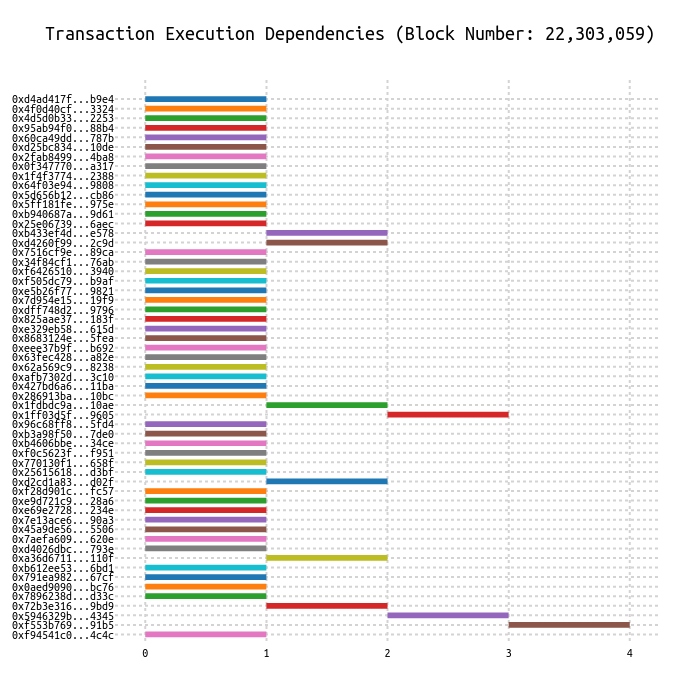 Transaction Execution Dependencies (Block Number: 22,303,059)
0xd4ad417f...b9e4
0x4f0d40cf...3324
0x4d5d0b33...2253
0x95ab94f0...88b4
0x60ca49dd...787b
0xd25bc834...10de
0x2fab8499...4ba8
0x0f347770...a317
0x1f4f3774...2388
0x64f03e94...9808
0x5d656b12...cb86
0x5ff181fe...975e
0xb940687a...9d61
0x25e06739...6aec
0xb433ef4d...e578
0xd4260f99...2c9d
0x7516cf9e...89ca
0x34f84cf1...76ab
0xf6426510...3940
0xf505dc79...b9af
0xe5b26f77...9821
0x7d954e15...19f9
0xdff748d2...9796
0x825aae37...183f
0xe329eb58...615d
0x8683124e...5fea
0xeee37b9f...b692
0x63fec428...a82e
0x62a569c9...8238
0xafb7302d...3c10
0x427bd6a6...11ba
0x286913ba...10bc
0x1fdbdc9a...10ae
0x1ff03d5f...9605
0x96c68ff8...5fd4
0xb3a98f50...7de0
0xb4606bbe...34ce
0xf0c5623f...f951
0x770130f1...658f
0x25615618...d3bf
0xd2cd1a83...d02f
0xf28d901c...fc57
0xe9d721c9...28a6
0xe69e2728...234e
0x7e13ace6...90a3
0x45a9de56...5506
0x7aefa609...620e
0xd4026dbc...793e
0xa36d6711...110f
0xb612ee53...6bd1
0x791ea982...67cf
0x0aed9090...bc76
0x7896238d...d33c
0x72b3e316...9bd9
0x5946329b...4345
0xf553b769...91b5
0xf94541c0...4c4c
0 1 2 3 4